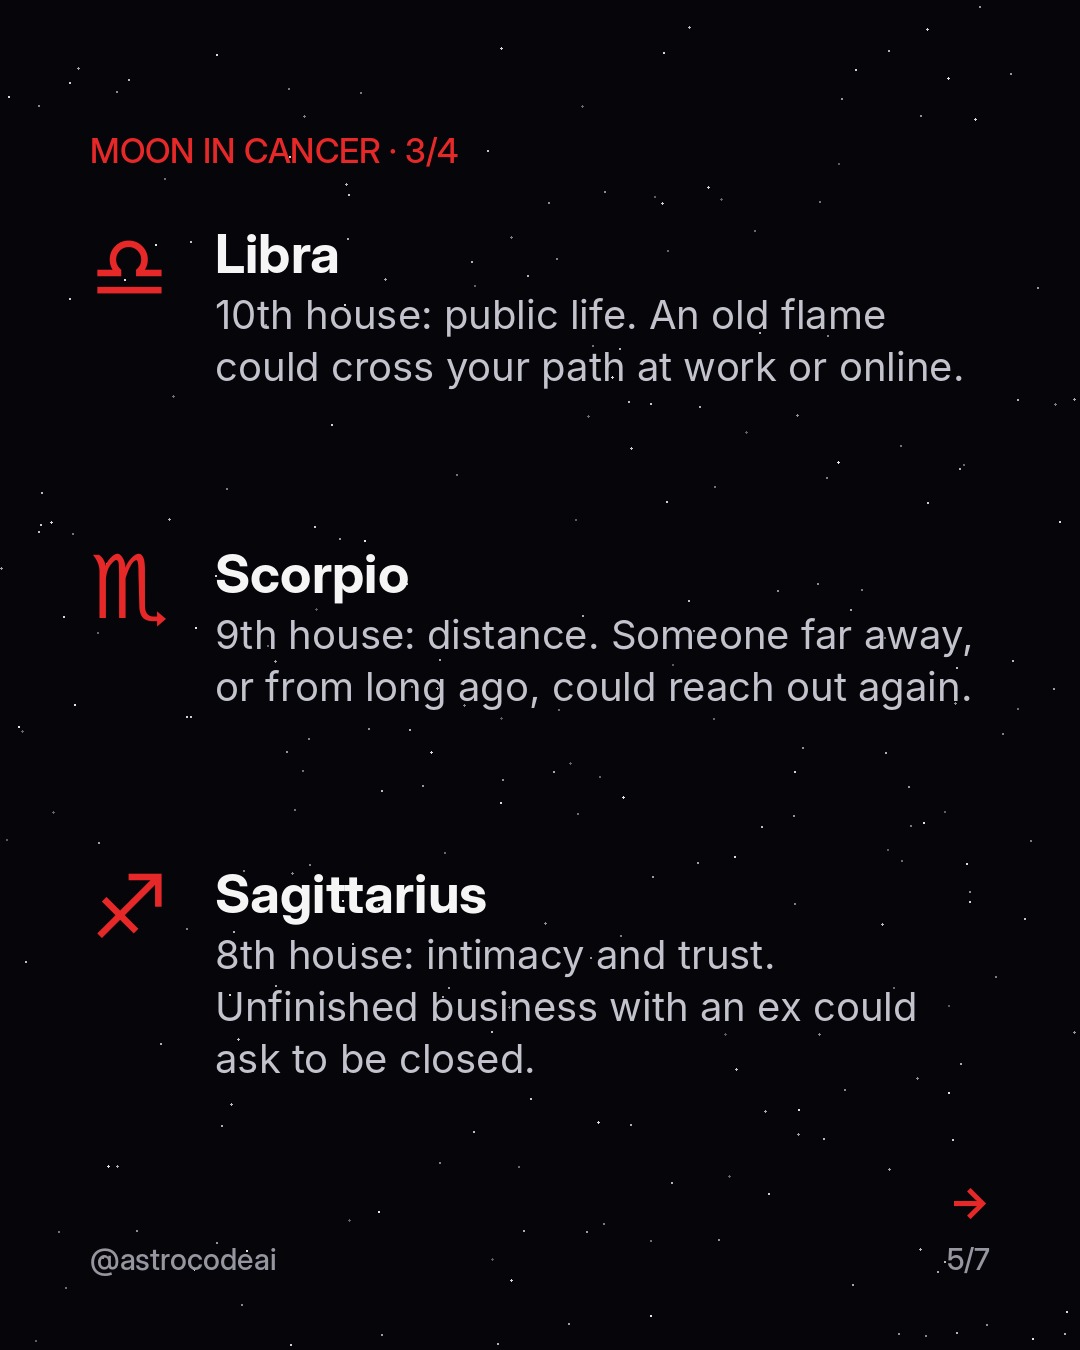 MOON IN CANCER · 3/4
♎ Libra
10th house: public life. An old flame
could cross your path at work or online.
♏ Scorpio
9th house: distance. Someone far away,
or from long ago, could reach out again.
♐ Sagittarius
8th house: intimacy and trust.
Unfinished business with an ex could
ask to be closed.
→
@astrocodeai
5/7